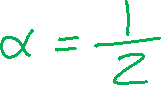 α = 1/2